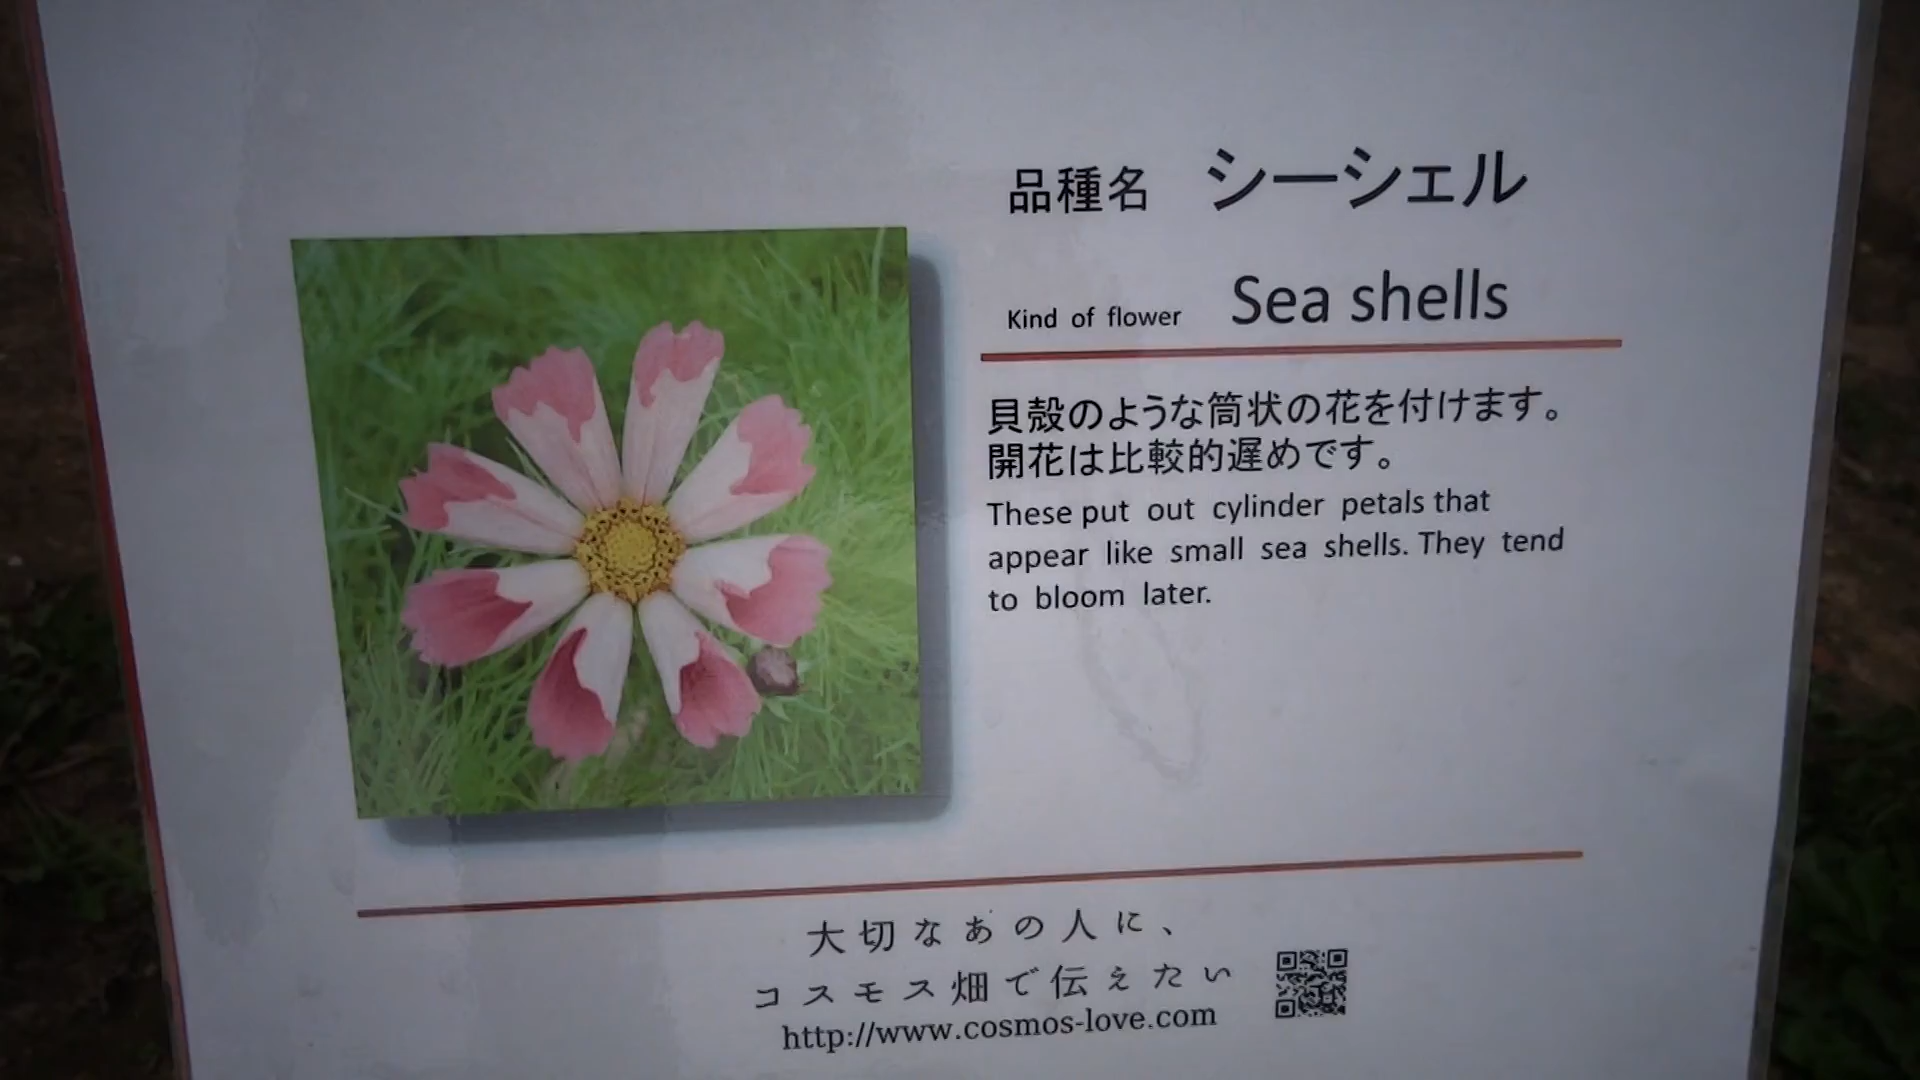 品種名 シーシェル
Kind of flower Sea shells
貝殻のような筒状の花を付けます。
開花は比較的遅めです。
These put out cylinder petals that
appear like small sea shells. They tend
to bloom later.
大切なあの人に、
コスモス畑で伝えたい
http://www.cosmos-love.com